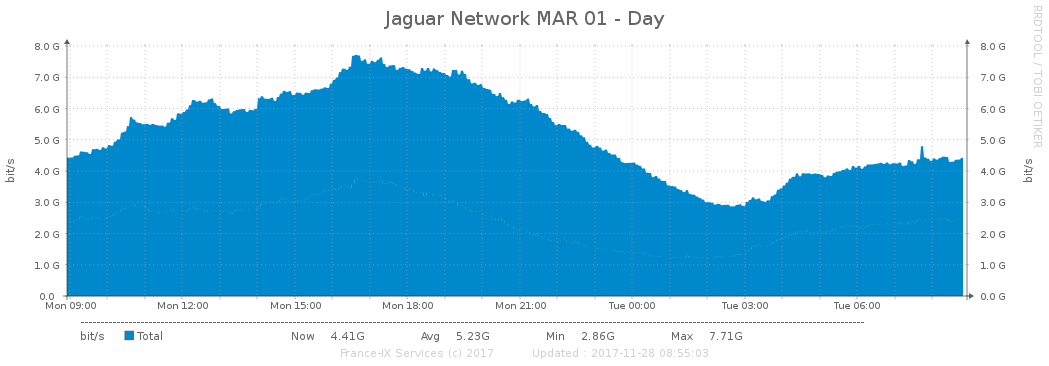 Jaguar Network MAR 01 - Day
RRDTOOL / TOBI OETIKER
8.0 G 8.0 G
7.0 G 7.0 G
6.0 G 6.0 G
5.0 G 5.0 G
4.0 G 4.0 G
3.0 G 3.0 G
2.0 G 2.0 G
1.0 G 1.0 G
0.0 0.0 G
bit/s
bit/s
Mon 09:00 Mon 12:00 Mon 15:00 Mon 18:00 Mon 21:00 Tue 00:00 Tue 03:00 Tue 06:00
bit/s Total Now 4.41G Avg 5.23G Min 2.86G Max 7.71G
France-IX Services (c) 2017 Updated : 2017-11-28 08:55:03